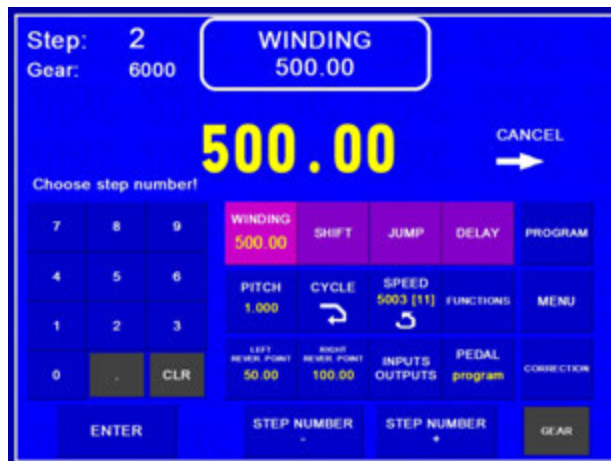 Step: 2
Gear: 6000
WINDING
500.00
500.00
CANCEL
Choose step number!
7 8 9
4 5 6
1 2 3
0 . CLR
ENTER
WINDING
500.00
SHIFT
JUMP
DELAY
PROGRAM
PITCH
1.000
CYCLE
SPEED
5003 [11]
FUNCTIONS
MENU
LEFT
REVER. POINT
50.00
RIGHT
REVER. POINT
100.00
INPUTS
OUTPUTS
PEDAL
program
CORRECTION
STEP NUMBER
-
STEP NUMBER
+
GEAR